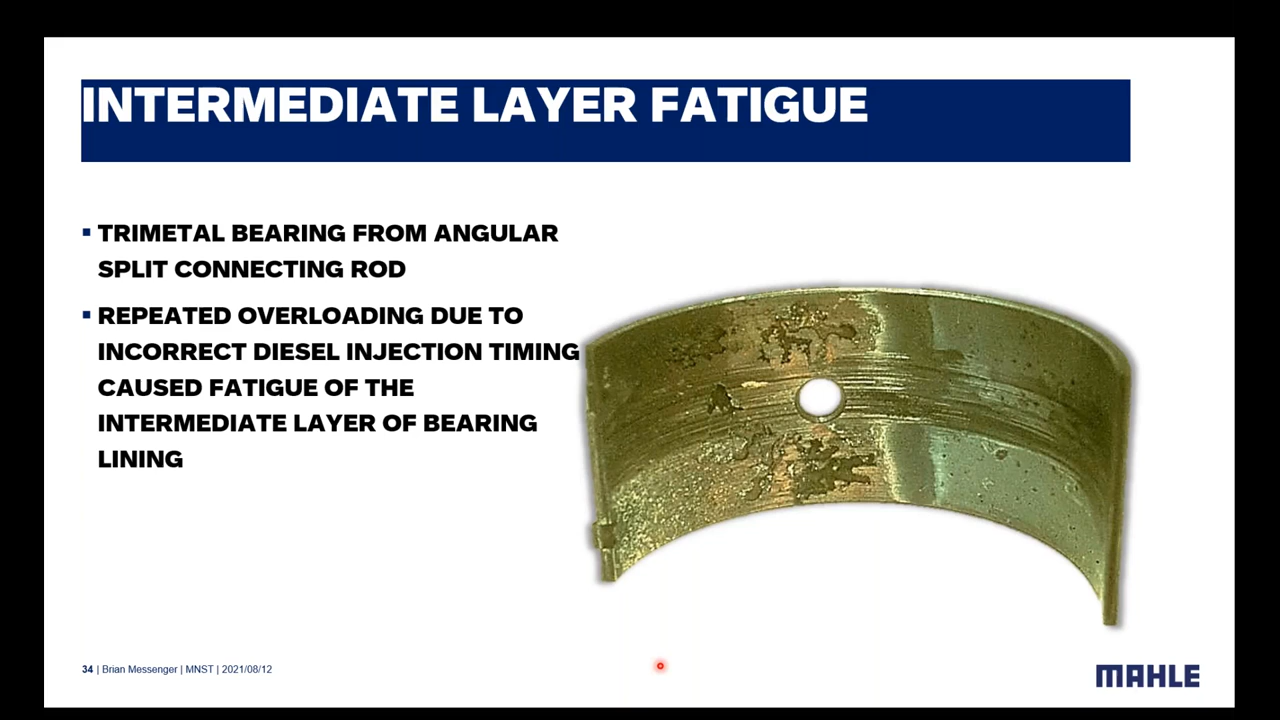 INTERMEDIATE LAYER FATIGUE
▪ TRIMETAL BEARING FROM ANGULAR
SPLIT CONNECTING ROD
▪ REPEATED OVERLOADING DUE TO
INCORRECT DIESEL INJECTION TIMING
CAUSED FATIGUE OF THE
INTERMEDIATE LAYER OF BEARING
LINING
34 | Brian Messenger | MNST | 2021/08/12
MAHLE